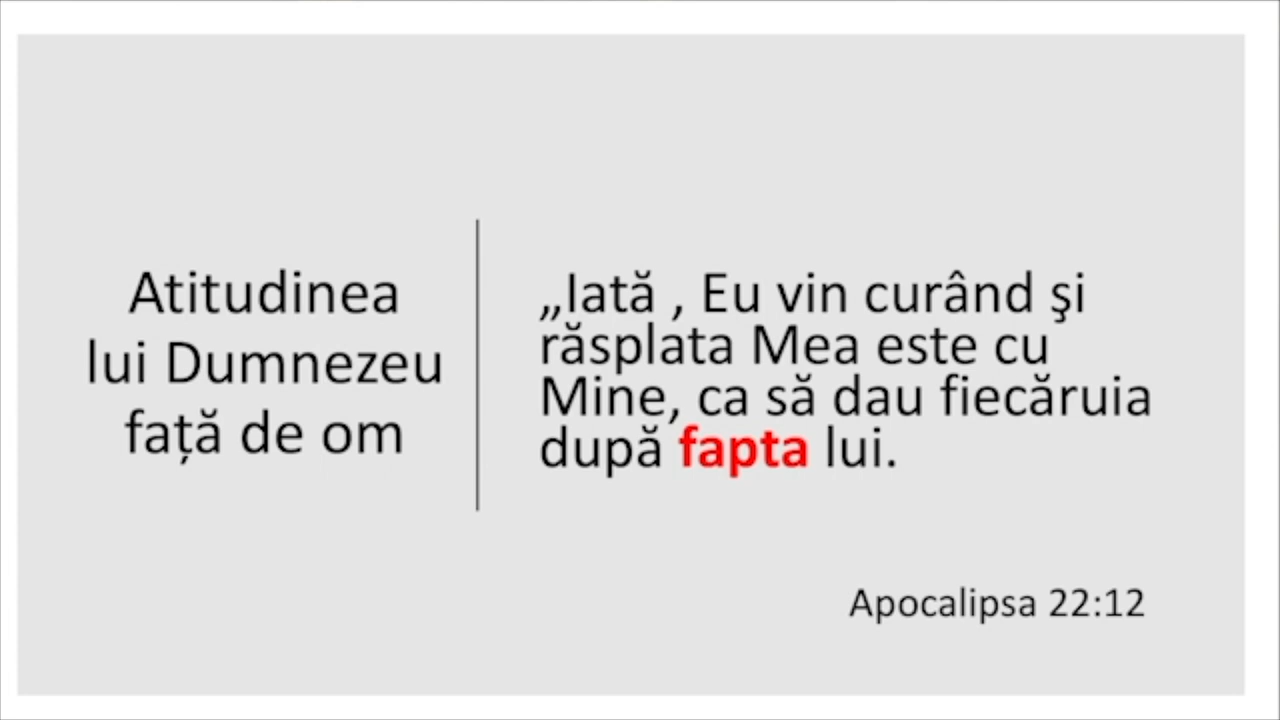 Atitudinea
lui Dumnezeu
față de om
„Iată , Eu vin curând şi
răsplata Mea este cu
Mine, ca să dau fiecăruia
după fapta lui.
Apocalipsa 22:12